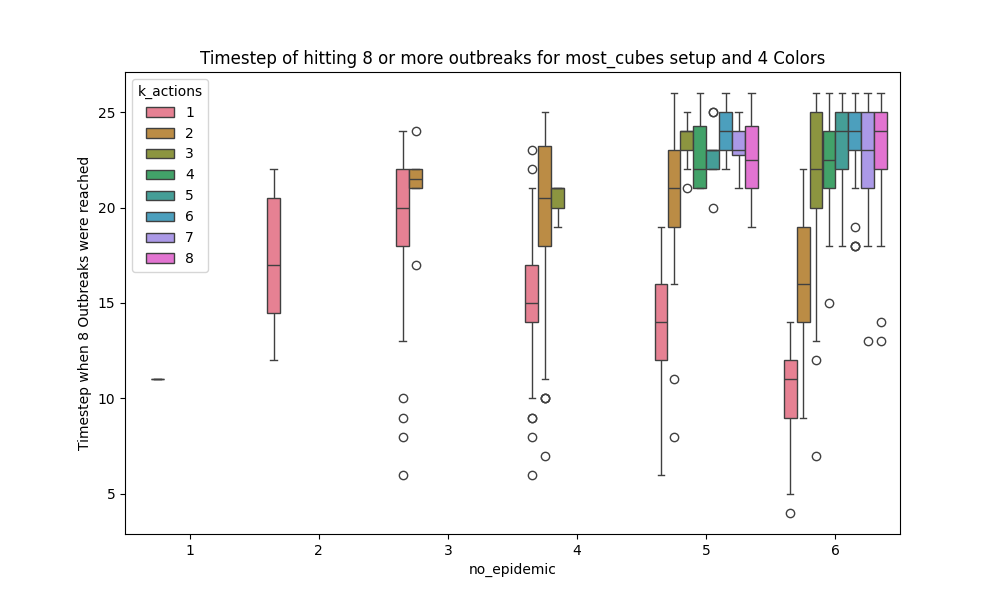 Timestep of hitting 8 or more outbreaks for most_cubes setup and 4 Colors
Timestep when 8 Outbreaks were reached
25
20
15
10
5
k_actions
1
2
3
4
5
6
7
8
1 2 3 4 5 6
no_epidemic